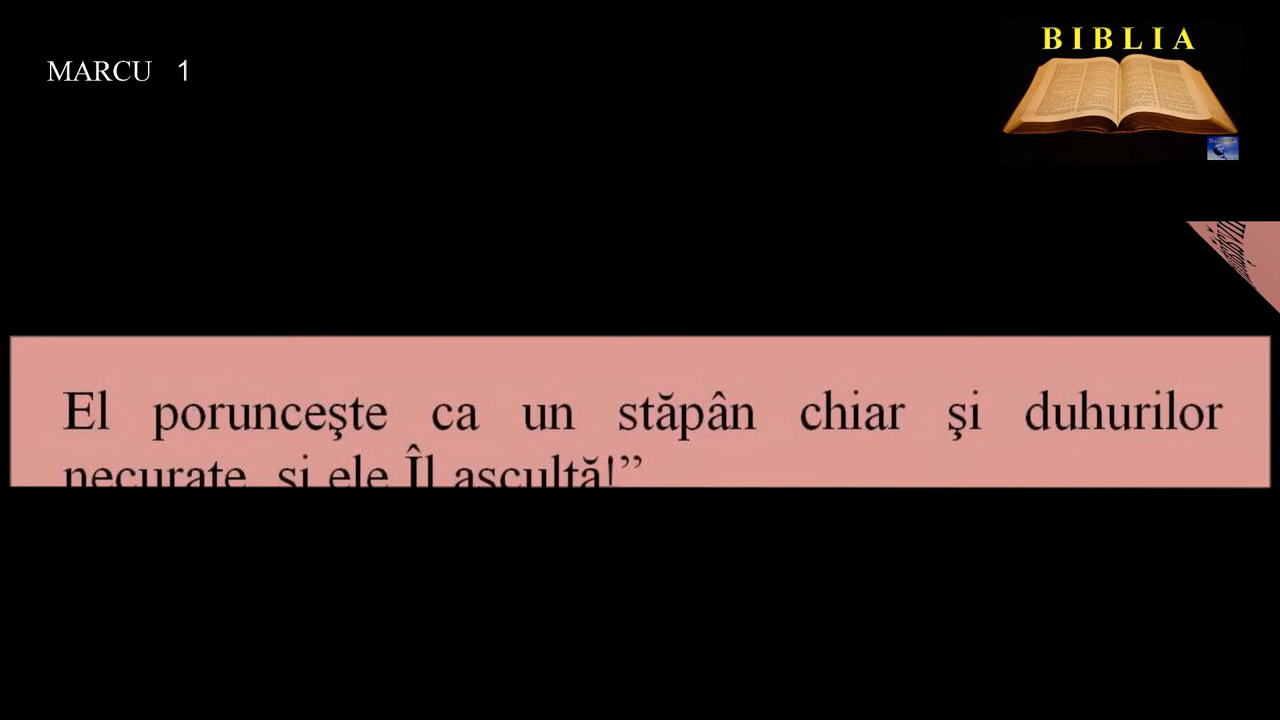 BIBLIA
MARCU 1
El porunceşte ca un stăpân chiar şi duhurilor
necurate, şi ele Îl ascultă!”